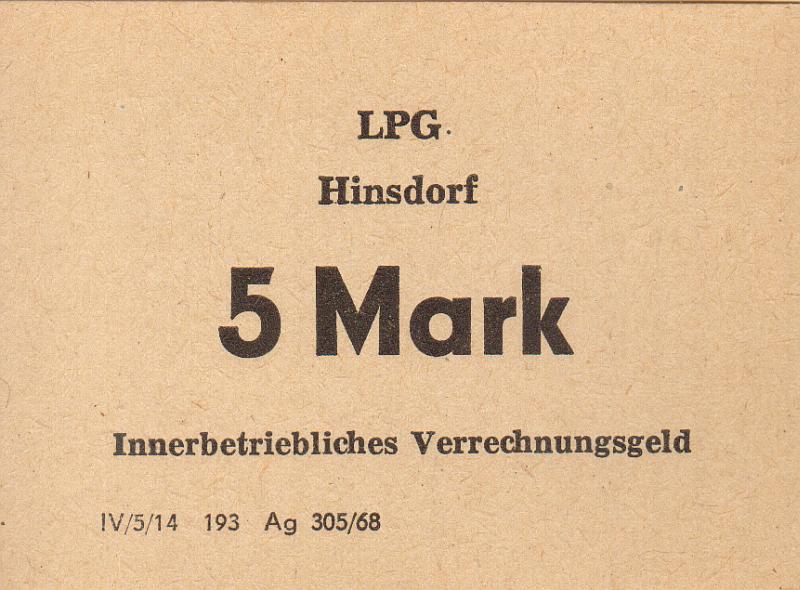 LPG.
Hinsdorf
5 Mark
Innerbetriebliches Verrechnungsgeld
IV/5/14 193 Ag 305/68